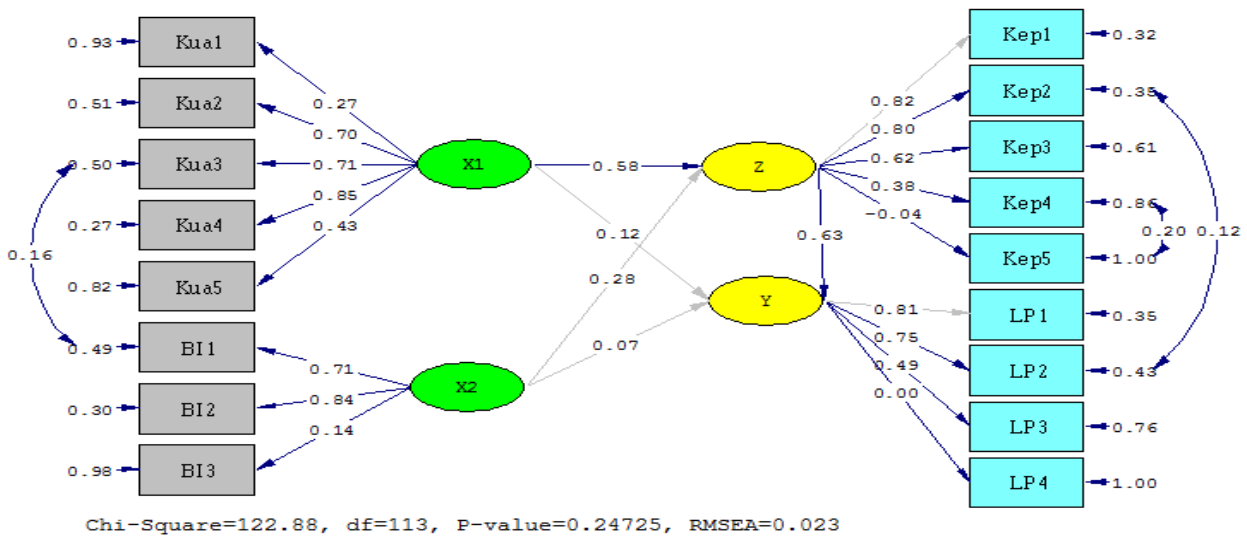 0.93
Kua1
0.51
Kua2
0.50
Kua3
0.27
Kua4
0.82
Kua5
0.49
BI1
0.30
BI2
0.98
BI3
0.16
0.27
0.70
0.71
0.85
0.43
0.71
0.84
0.14
X1
X2
0.58
0.12
0.28
0.07
Z
0.63
Y
0.82
0.80
0.62
0.38
-0.04
0.81
0.75
0.49
0.00
Kep1
0.32
Kep2
0.35
Kep3
0.61
Kep4
0.86
Kep5
1.00
LP1
0.35
LP2
0.43
LP3
0.76
LP4
1.00
0.20
0.12
Chi-Square=122.88, df=113, P-value=0.24725, RMSEA=0.023